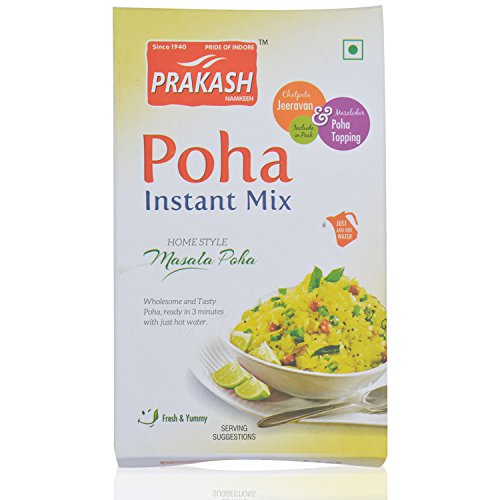 Since 1940 PRIDE OF INDORE
TM
PRAKASH
NAMKEEN
Chatpata
Jeeravan
&
Include
in Pack
Masaledar
Poha
Topping
Poha
Instant Mix
JUST
ADD HOT
WATER
HOME STYLE
Masala Poha
Wholesome and Tasty
Poha, ready in 3 minutes
with just hot water.
Fresh & Yummy
SERVING
SUGGESTIONS